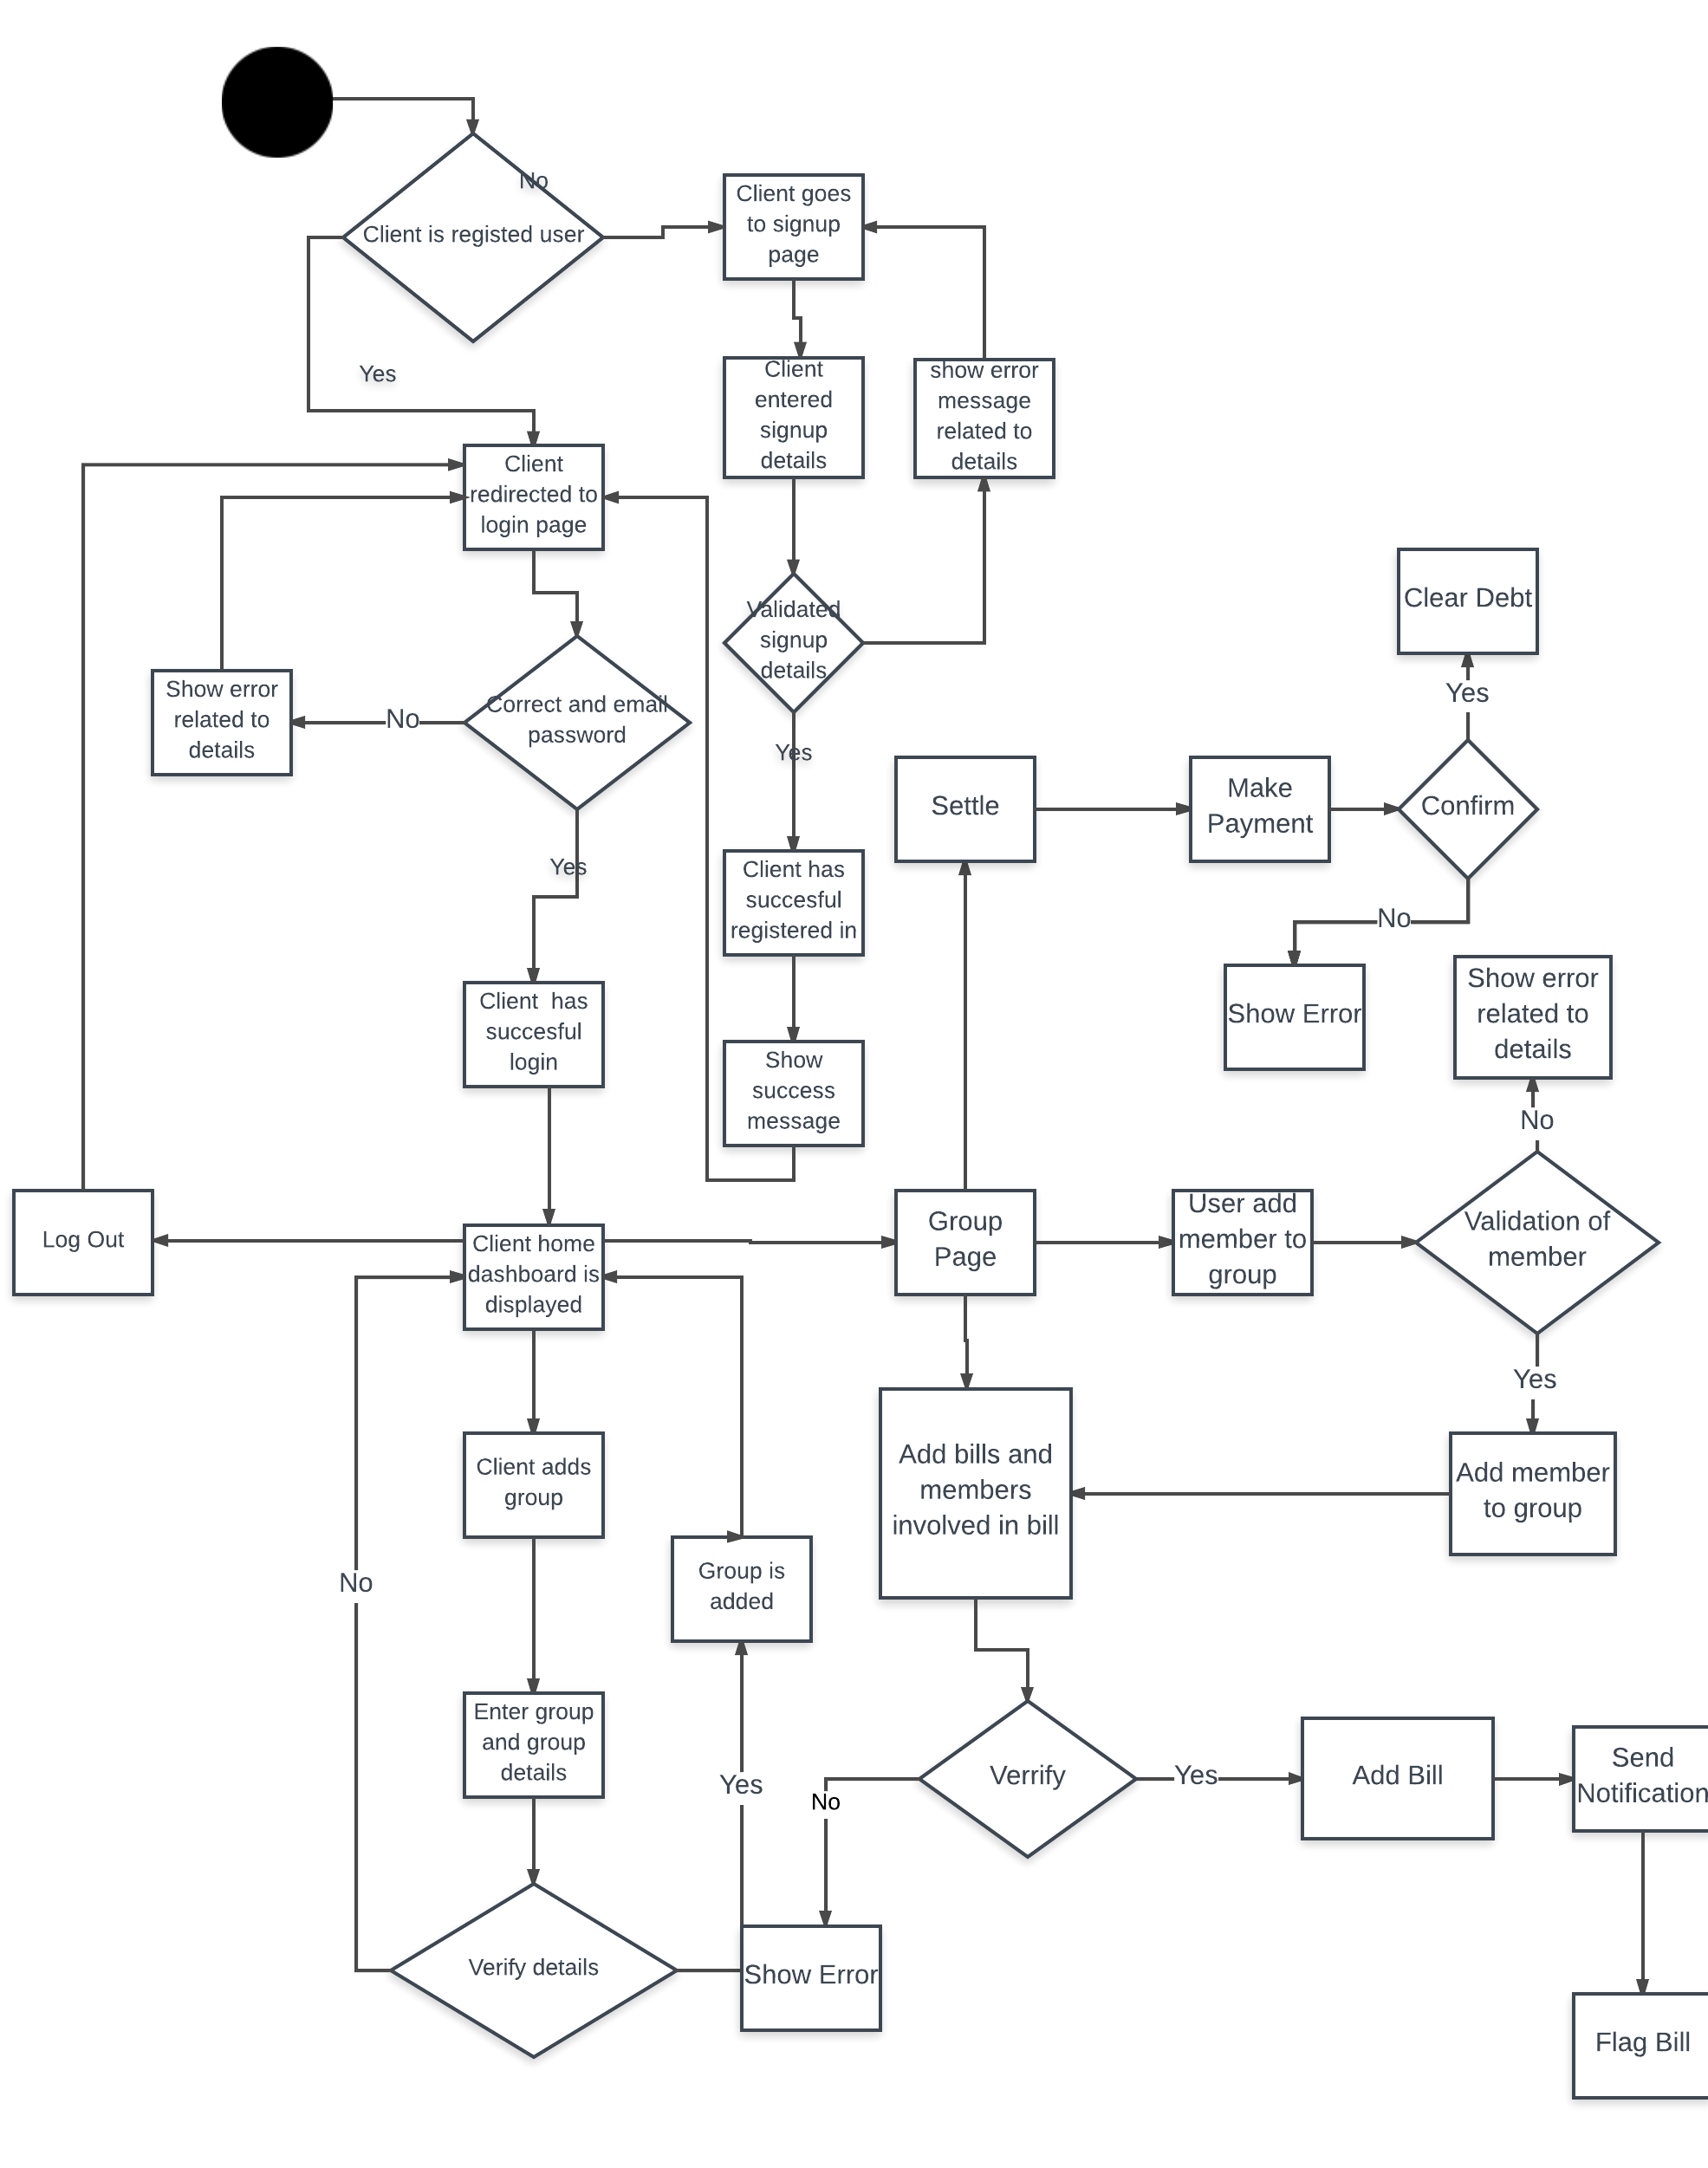 No
Client is registed user
Client goes
to signup
page
Yes
Client
entered
signup
details
show error
message
related to
details
Client
redirected to
login page
Validated
signup
details
Clear Debt
Yes
Show error
related to
details
No
Correct and email
password
Yes
Settle
Make
Payment
Confirm
Yes
Client has
succesful
registered in
No
Show Error
Show error
related to
details
Client  has
succesful
login
Show
success
message
No
Log Out
Client home
dashboard is
displayed
Group
Page
User add
member to
group
Validation of
member
Yes
Client adds
group
Add bills and
members
involved in bill
Add member
to group
No
Group is
added
Enter group
and group
details
Yes
No
Verrify
Yes
Add Bill
Send
Notification
Verify details
Show Error
Flag Bill